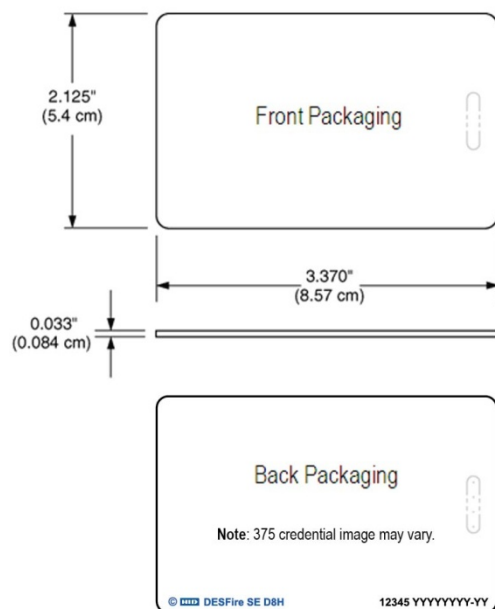 2.125"
(5.4 cm)
Front Packaging
3.370"
(8.57 cm)
0.033"
(0.084 cm)
Back Packaging
Note: 375 credential image may vary.
© HID DESFire SE D8H 12345 YYYYYYYY-YY